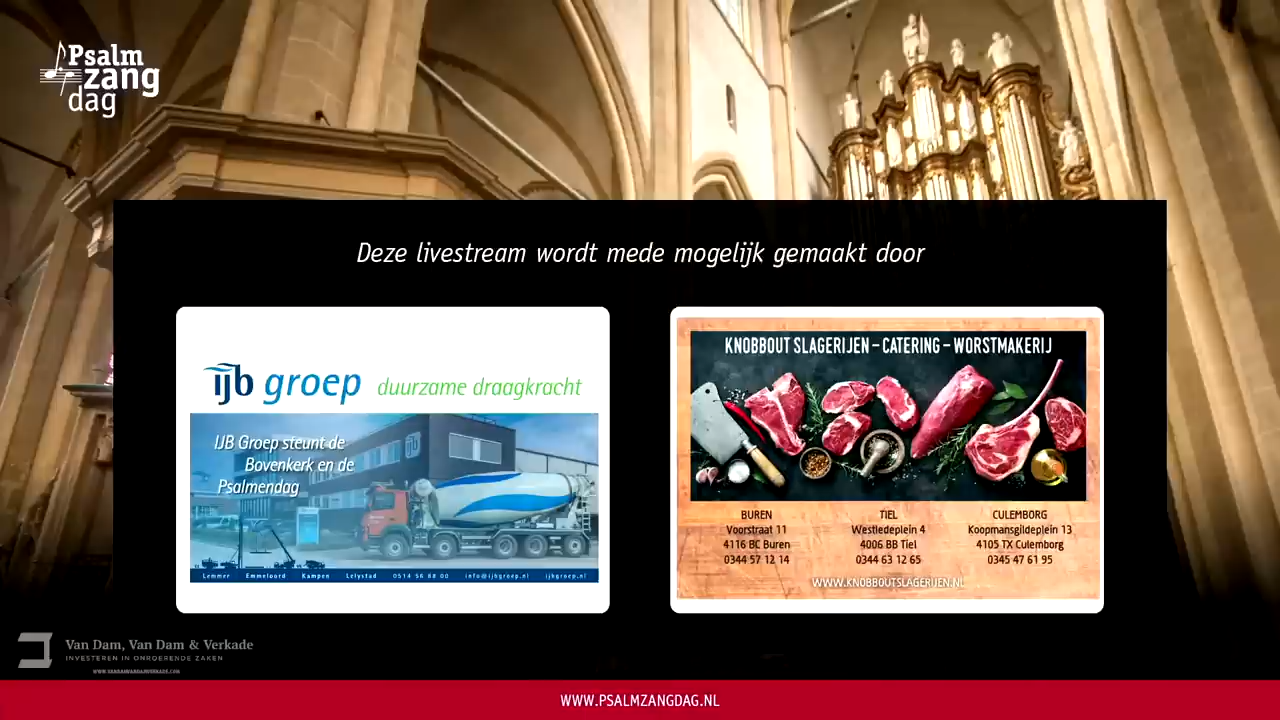 Psalm
zang
dag
Deze livestream wordt mede mogelijk gemaakt door
ijb groep duurzame draagkracht
IJB Groep steunt de
Bovenkerk en de
Psalmendag
Lemmer Emmeloord Kampen Lelystad 0514 56 88 00 info@ijbgroep.nl ijbgroep.nl
KNOBBOUT SLAGERIJEN – CATERING – WORSTMAKERIJ
BUREN
Voorstraat 11
4116 BC Buren
0344 57 12 14
TIEL
Westledeplein 4
4006 BB Tiel
0344 63 12 65
CULEMBORG
Koopmansgildeplein 13
4105 TX Culemborg
0345 47 61 95
WWW.KNOBBOUTSLAGERIJEN.NL
Van Dam, Van Dam & Verkade
INVESTEREN IN ONROERENDE ZAKEN
WWW.VANDAMVANDAMVERKADE.COM
WWW.PSALMZANGDAG.NL